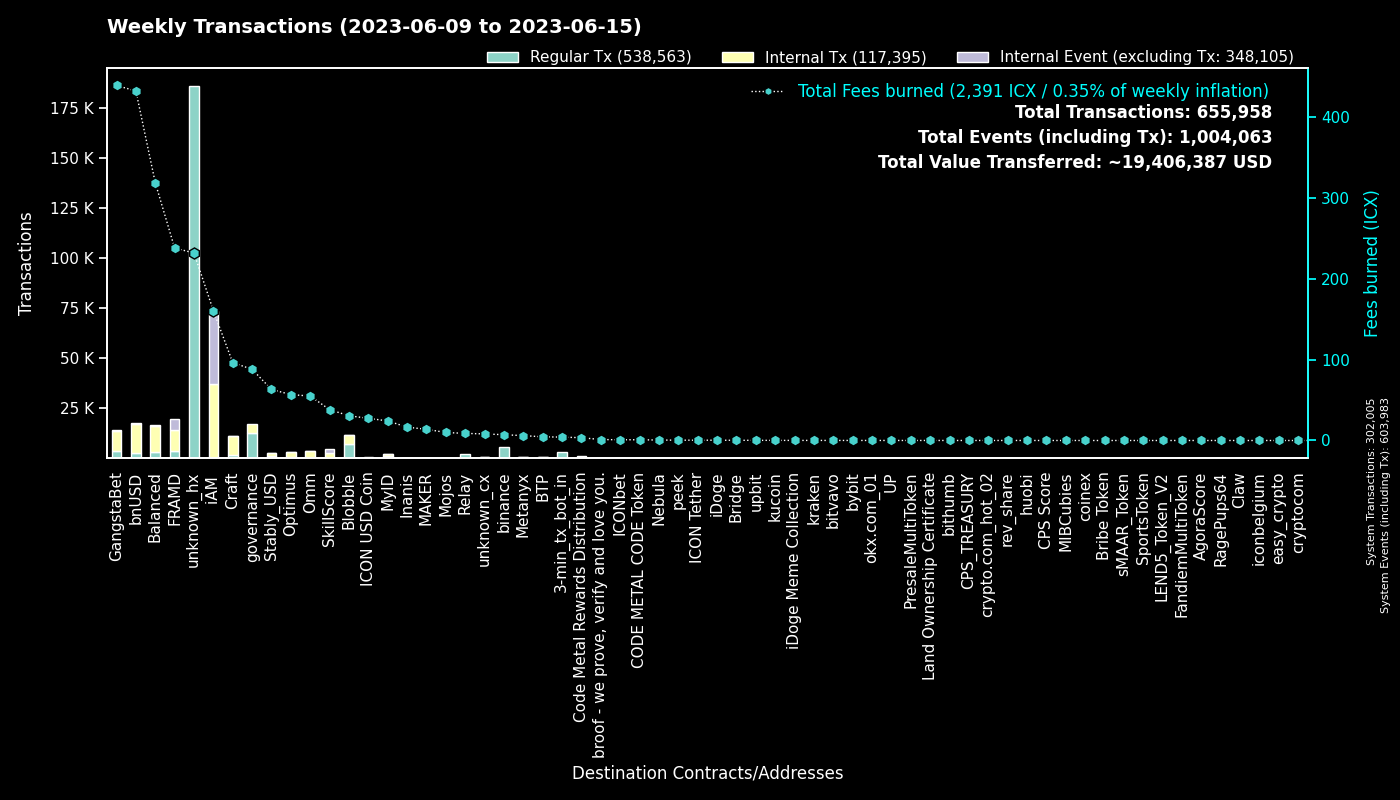 Weekly Transactions (2023-06-09 to 2023-06-15)
Regular Tx (538,563)
Internal Tx (117,395)
Internal Event (excluding Tx: 348,105)
Total Fees burned (2,391 ICX / 0.35% of weekly inflation)
Total Transactions: 655,958
Total Events (including Tx): 1,004,063
Total Value Transferred: ~19,406,387 USD
Transactions
175 K
150 K
125 K
100 K
75 K
50 K
25 K
400
300
200
100
0
Fees burned (ICX)
System Transactions: 302,005
System Events (including Tx): 603,983
GangstaBet
bnUSD
Balanced
FRAMD
unknown_hx
iAM
Craft
governance
Stably_USD
Optimus
Omm
SkillScore
Blobble
ICON USD Coin
MyID
Inanis
MAKER
Mojos
Relay
unknown_cx
binance
Metanyx
BTP
3-min_tx_bot_in
Code Metal Rewards Distribution
broof - we prove, verify and love you.
ICONbet
CODE METAL CODE Token
Nebula
peek
ICON Tether
iDoge
Bridge
upbit
kucoin
iDoge Meme Collection
kraken
bitvavo
bybit
okx.com_01
UP
PresaleMultiToken
Land Ownership Certificate
bithumb
CPS_TREASURY
crypto.com_hot_02
rev_share
huobi
CPS Score
MIBCubies
coinex
Bribe Token
sMAAR_Token
SportsToken
LEND5_Token_V2
FandiemMultiToken
AgoraScore
RagePups64
Claw
iconbelgium
easy_crypto
cryptocom
Destination Contracts/Addresses